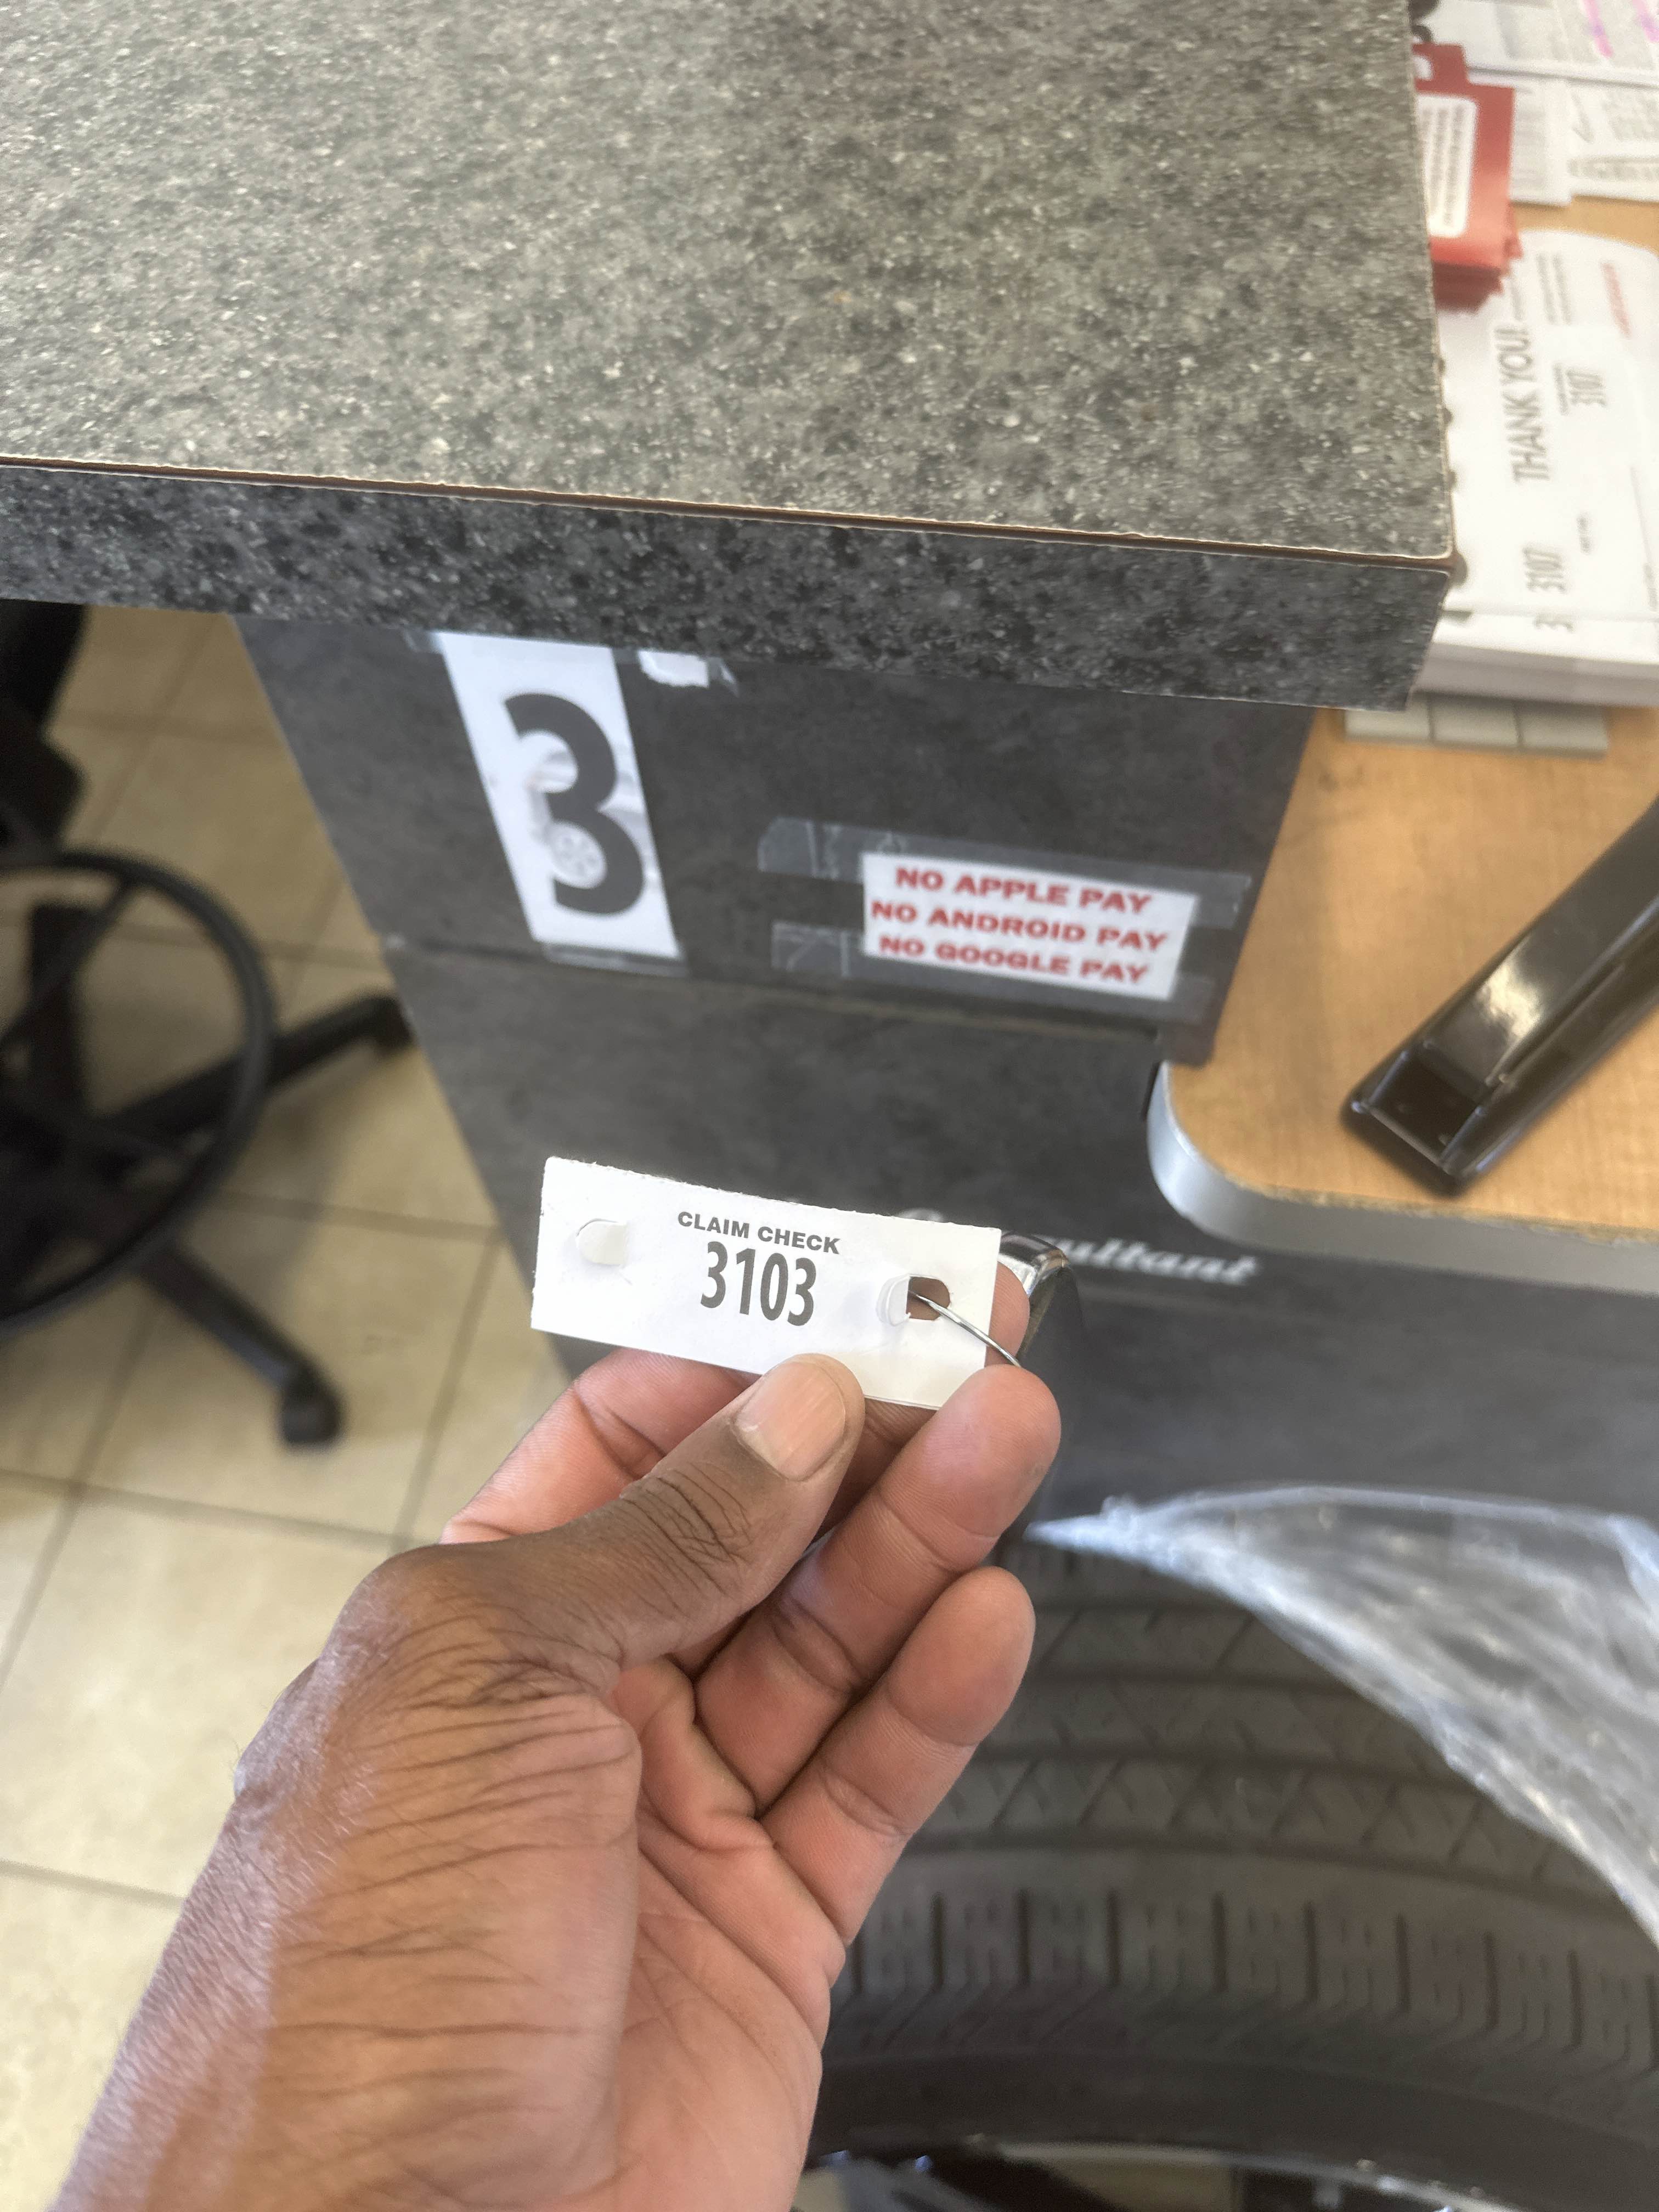 THANK YOU!
3107
3107
3
NO APPLE PAY
NO ANDROID PAY
NO GOOGLE PAY
CLAIM CHECK
3103